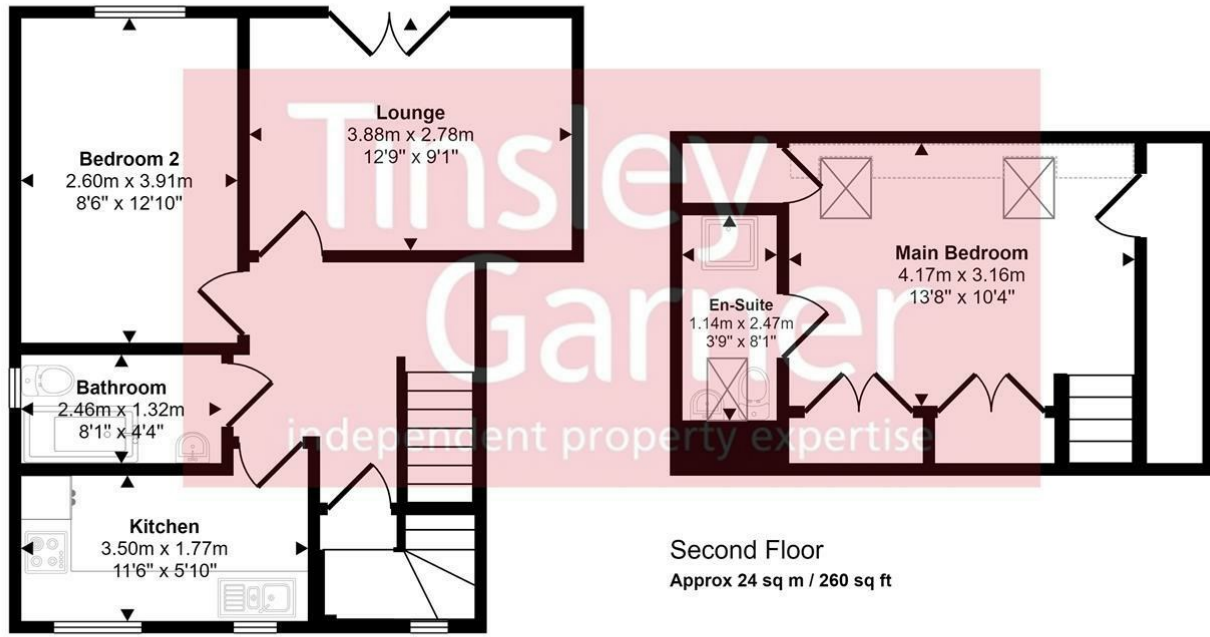 Bedroom 2
2.60m x 3.91m
8'6" x 12'10"
Lounge
3.88m x 2.78m
12'9" x 9'1"
Bathroom
2.46m x 1.32m
8'1" x 4'4"
Kitchen
3.50m x 1.77m
11'6" x 5'10"
En-Suite
1.14m x 2.47m
3'9" x 8'1"
Main Bedroom
4.17m x 3.16m
13'8" x 10'4"
Second Floor
Approx 24 sq m / 260 sq ft
Tinsley
Garner
independent property expertise